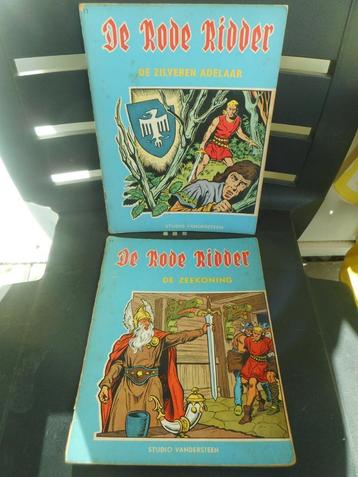 De Rode Ridder
DE ZILVEREN ADELAAR
STUDIO VANDERSTEEN
De Rode Ridder
DE ZEEKONING
STUDIO VANDERSTEEN